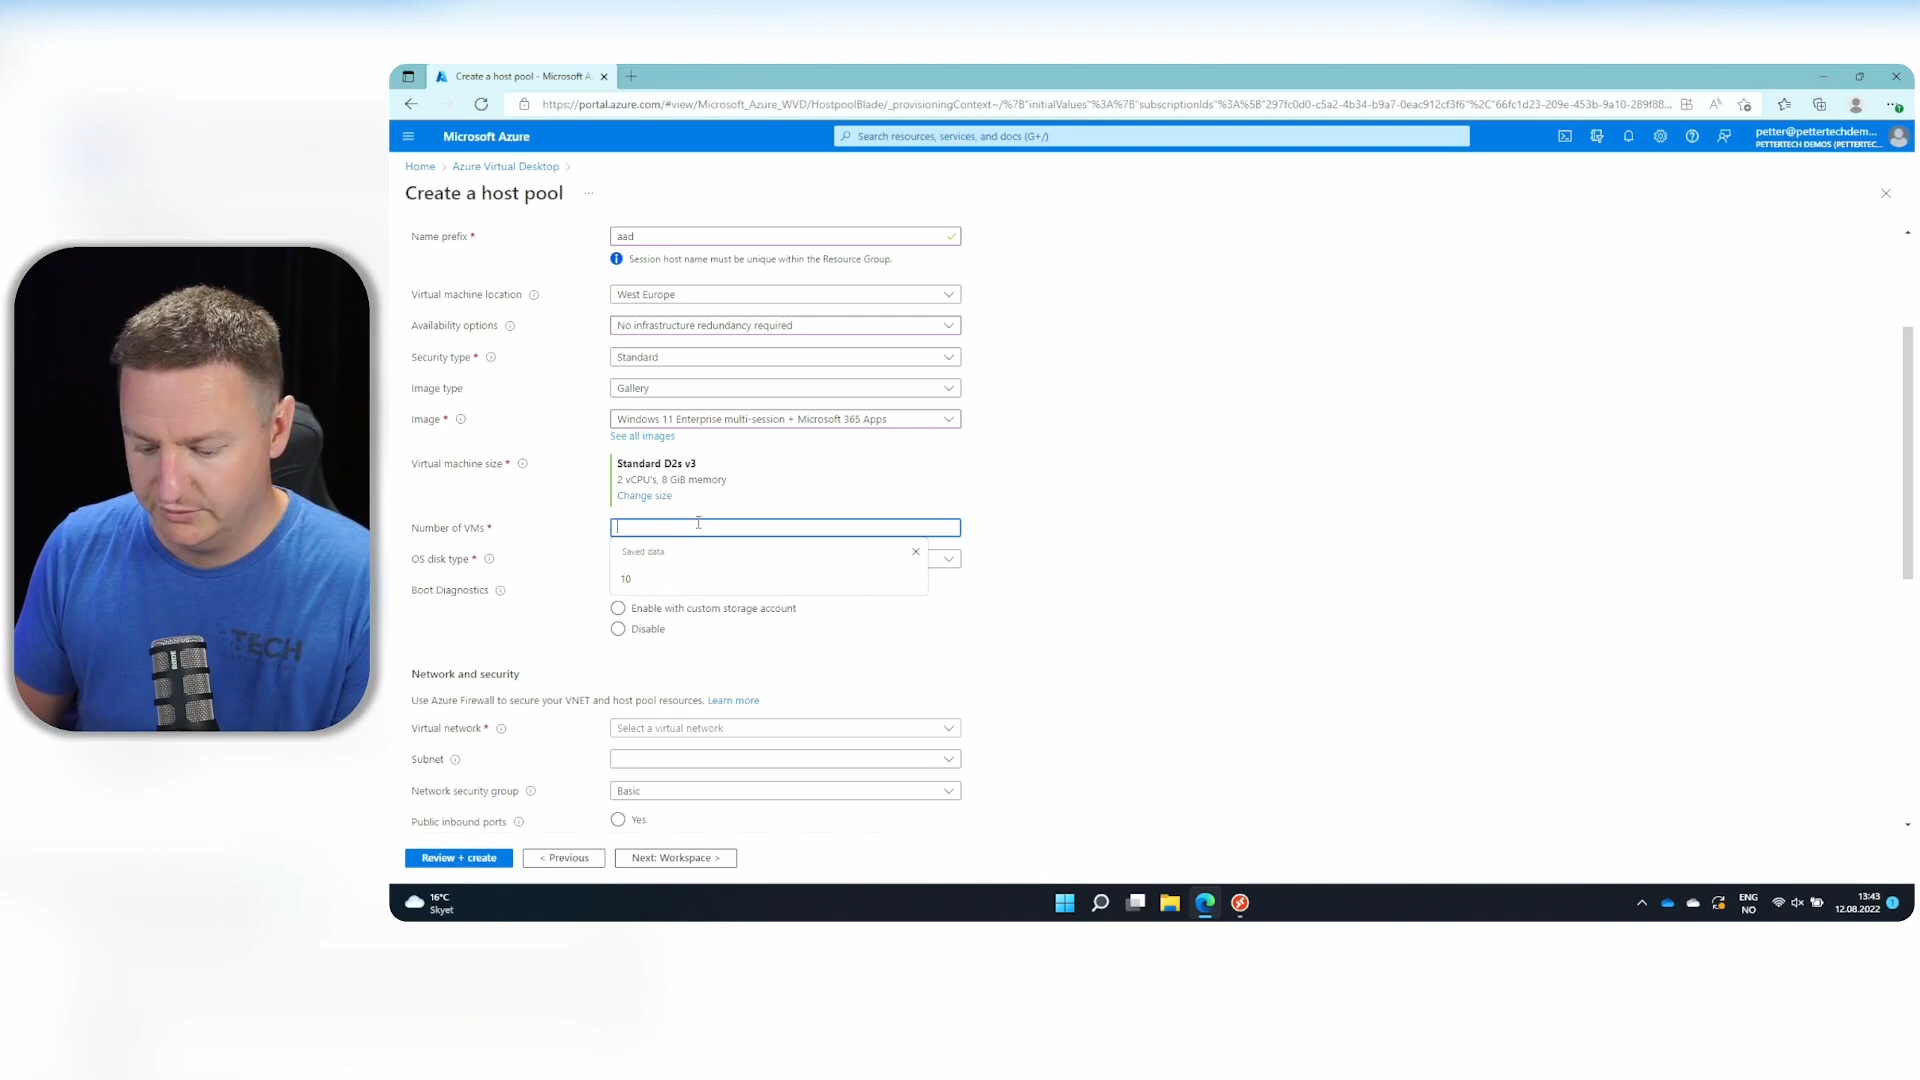 Create a host pool - Microsoft A
https://portal.azure.com/#view/Microsoft_Azure_WVD/HostpoolBlade/_provisioningContext~/%7B"initialValues"%3A%7B"subscriptionIds"%3A%5B"297fc0d0-c5a2-4b34-b9a7-0eac912cf3f6"%2C"66fc1d23-209e-453b-9a10-289f88...
Microsoft Azure
Search resources, services, and docs (G+/)
petter@pettertechdem...
PETTERTECH DEMOS (PETTERTEC...
Home > Azure Virtual Desktop >
Create a host pool ...
Name prefix *
aad
Session host name must be unique within the Resource Group.
Virtual machine location
West Europe
Availability options
No infrastructure redundancy required
Security type *
Standard
Image type
Gallery
Image *
Windows 11 Enterprise multi-session + Microsoft 365 Apps
See all images
Virtual machine size *
Standard D2s v3
2 vCPU's, 8 GiB memory
Change size
Number of VMs *
Saved data
10
OS disk type *
Boot Diagnostics
Enable with custom storage account
Disable
Network and security
Use Azure Firewall to secure your VNET and host pool resources. Learn more
Virtual network *
Select a virtual network
Subnet
Network security group
Basic
Public inbound ports
Yes
Review + create
< Previous
Next: Workspace >
16°C
Skyet
ENG
NO
13:43
12.08.2022
1
TECH
RODE